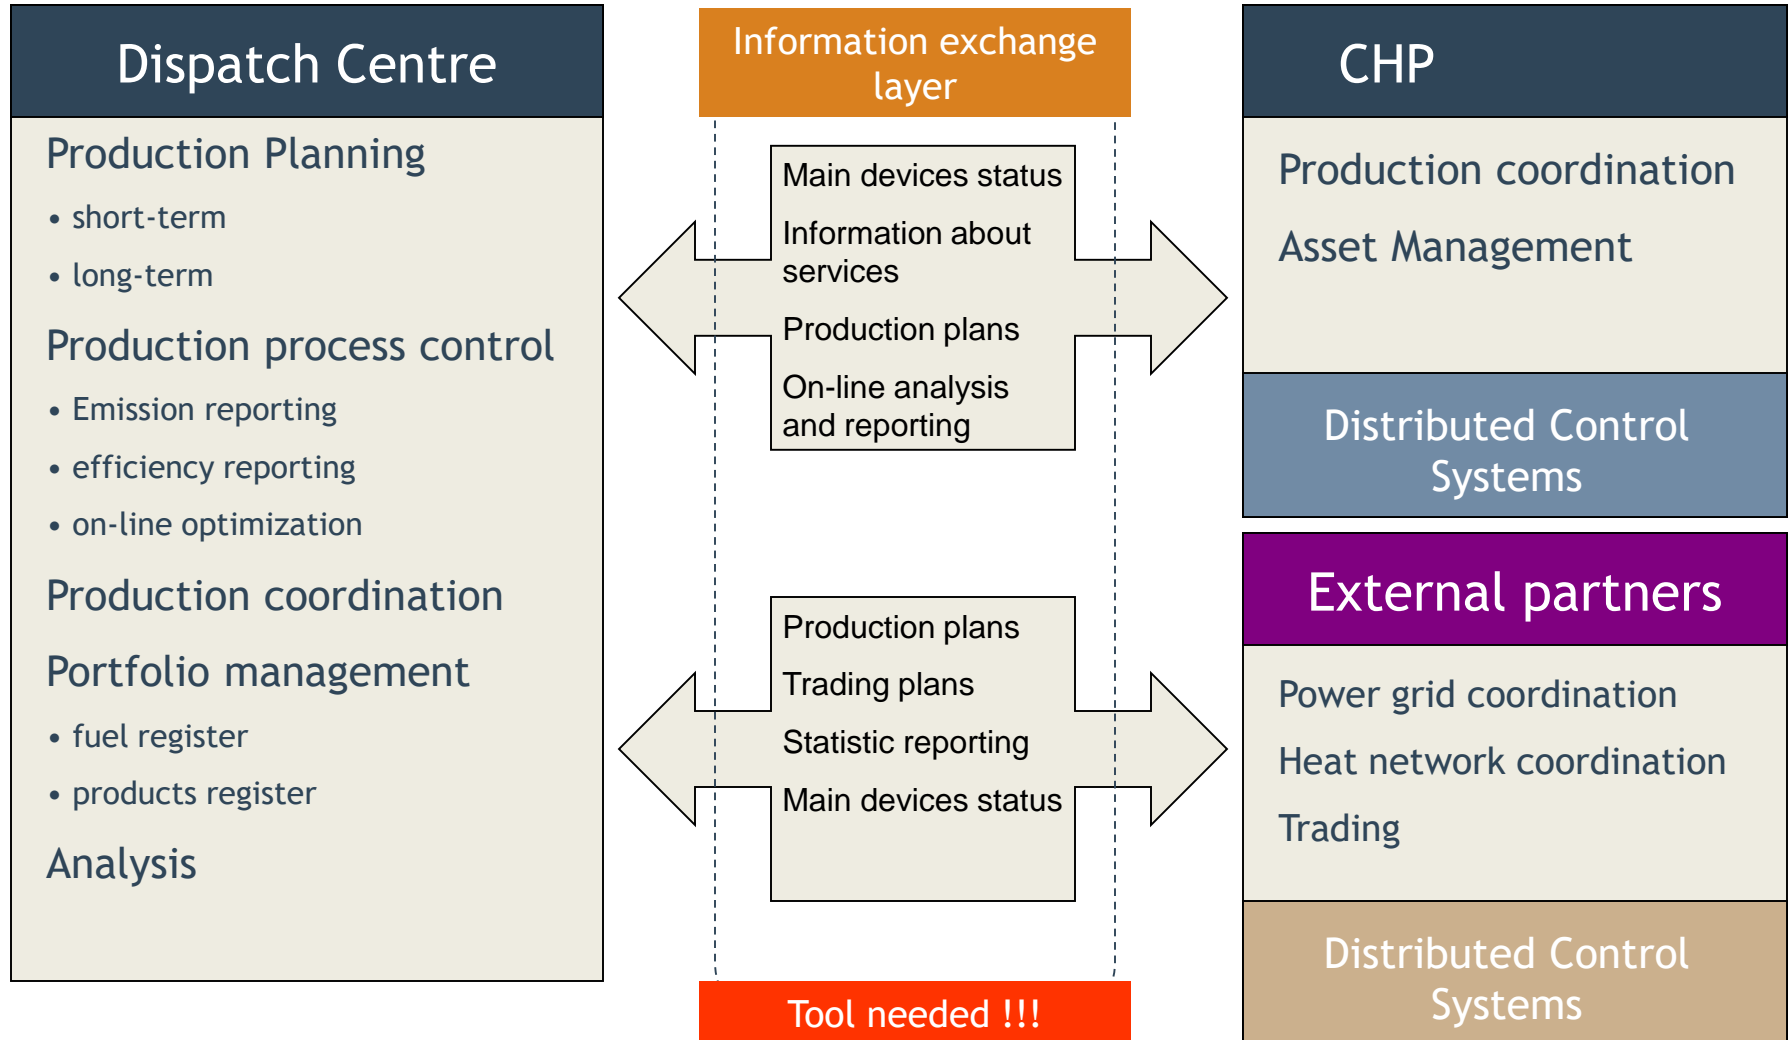 Dispatch Centre
Production Planning
• short-term
• long-term
Production process control
• Emission reporting
• efficiency reporting
• on-line optimization
Production coordination
Portfolio management
• fuel register
• products register
Analysis
Information exchange
layer
Main devices status
Information about
services
Production plans
On-line analysis
and reporting
Production plans
Trading plans
Statistic reporting
Main devices status
Tool needed !!!
CHP
Production coordination
Asset Management
Distributed Control
Systems
External partners
Power grid coordination
Heat network coordination
Trading
Distributed Control
Systems